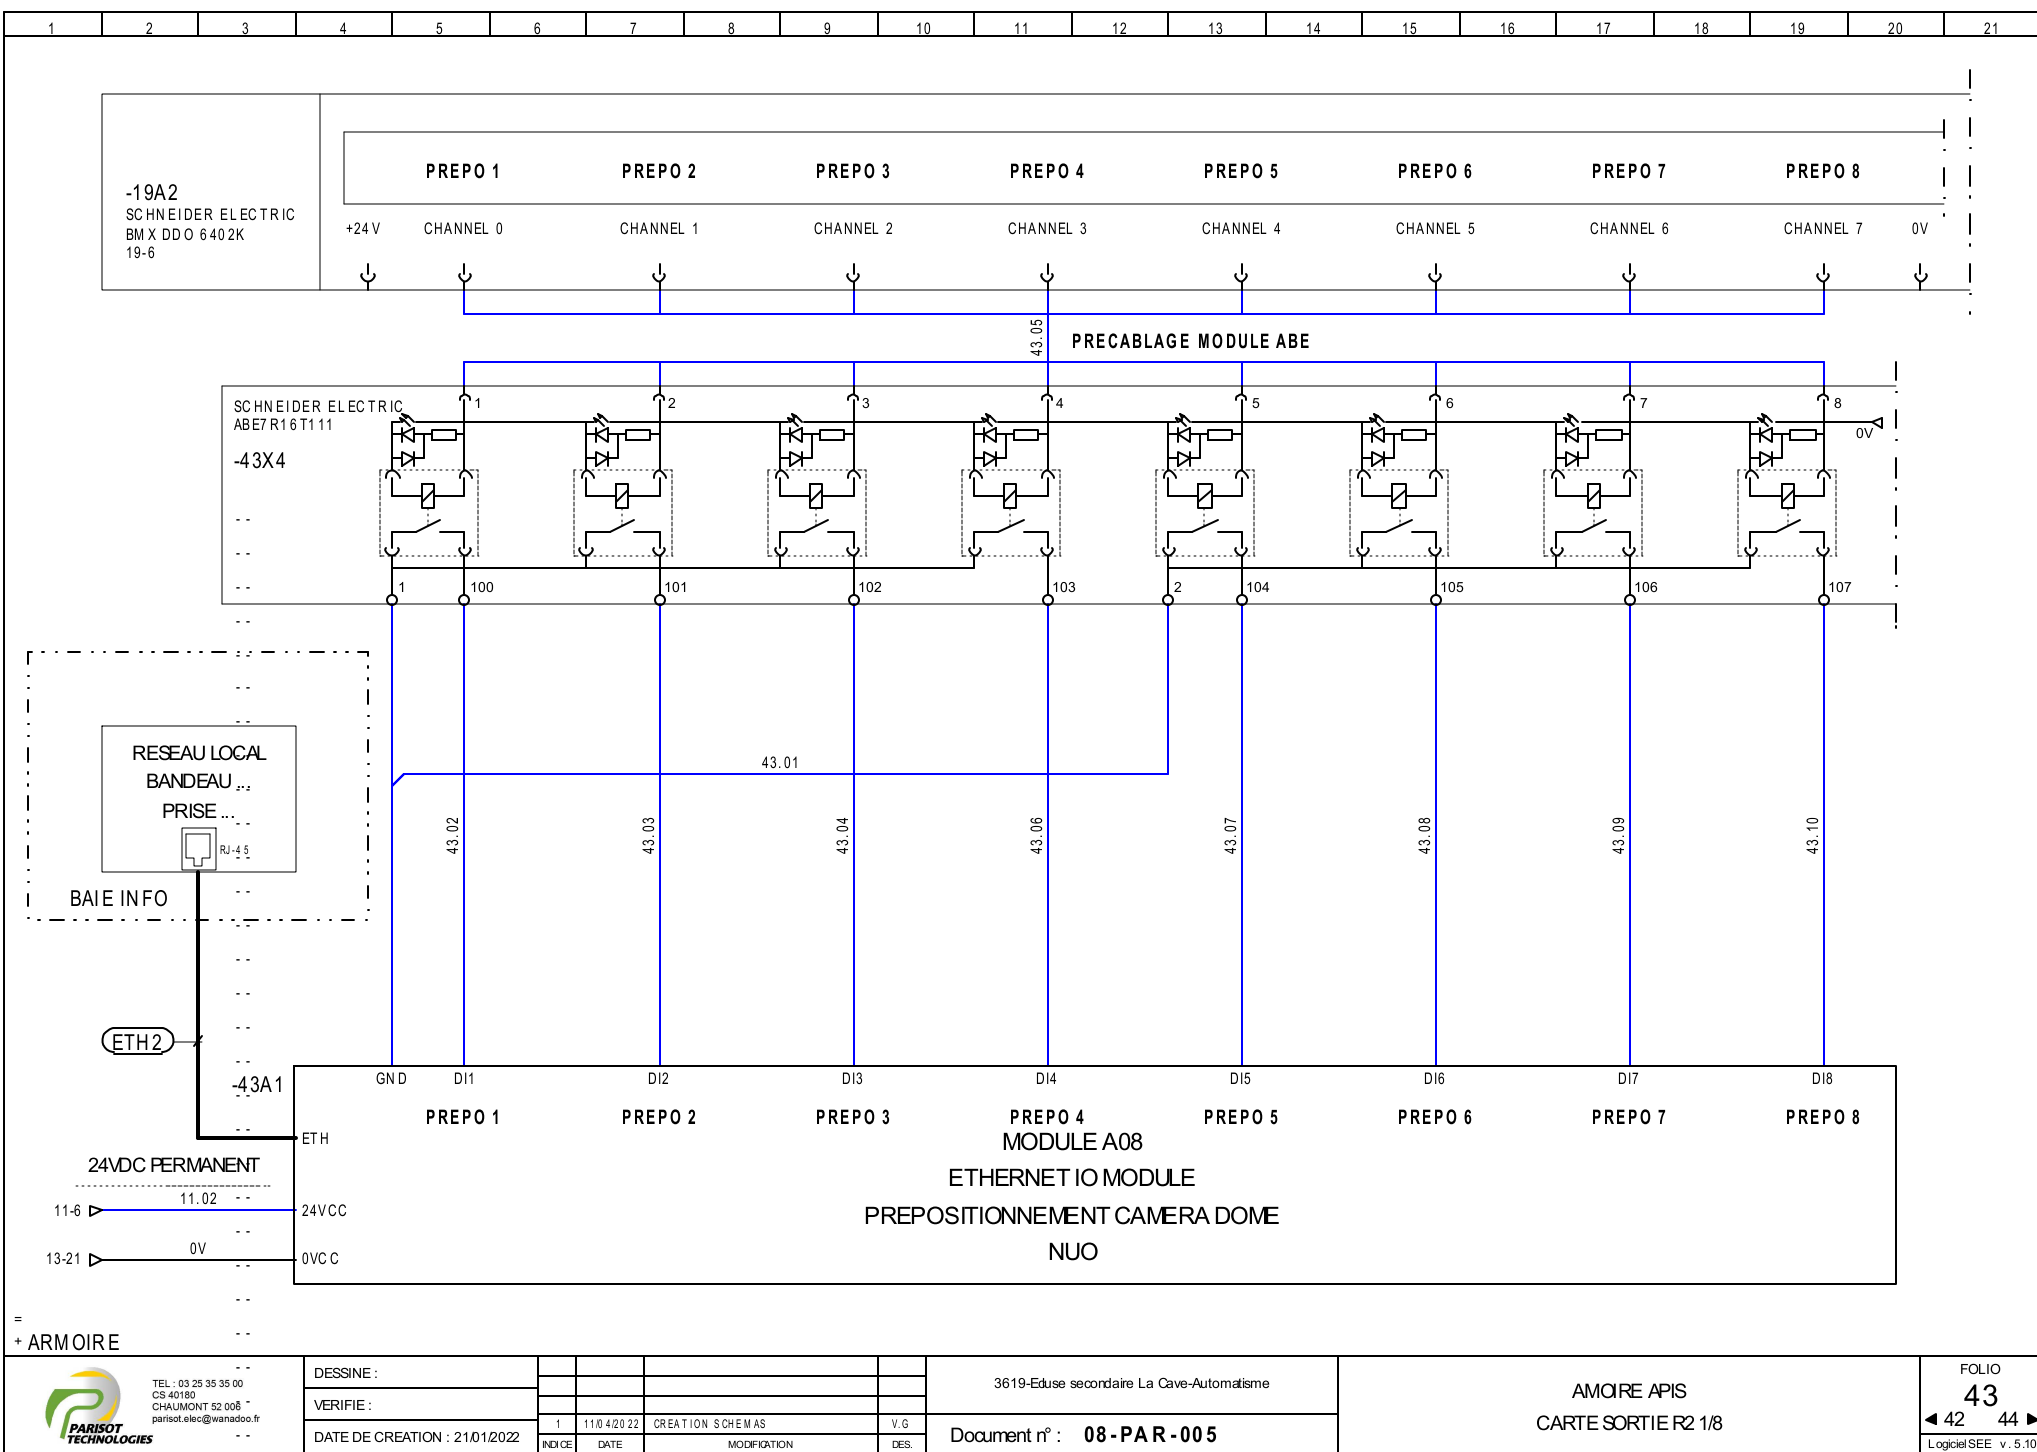 1 2 3 4 5 6 7 8 9 10 11 12 13 14 15 16 17 18 19 20 21
-19A2
SCHNEIDER ELECTRIC
BMX DDO 6402K
19-6
PREPO 1 PREPO 2 PREPO 3 PREPO 4 PREPO 5 PREPO 6 PREPO 7 PREPO 8
+24V CHANNEL 0 CHANNEL 1 CHANNEL 2 CHANNEL 3 CHANNEL 4 CHANNEL 5 CHANNEL 6 CHANNEL 7 0V
43.05
PRECABLAGE MODULE ABE
SCHNEIDER ELECTRIC
ABE7R16T111
-43X4
1 2 3 4 5 6 7 8
0V
1 100 101 102 103 2 104 105 106 107
RESEAU LOCAL
BANDEAU ...
PRISE ...
RJ-45
BAIE INFO
43.01
43.02 43.03 43.04 43.06 43.07 43.08 43.09 43.10
ETH2
-43A1
GND DI1 DI2 DI3 DI4 DI5 DI6 DI7 DI8
PREPO 1 PREPO 2 PREPO 3 PREPO 4 PREPO 5 PREPO 6 PREPO 7 PREPO 8
ETH
MODULE A08
ETHERNET IO MODULE
PREPOSITIONNEMENT CAMERA DOME
NUO
24VDC PERMANENT
11-6 11.02 24VCC
13-21 0V 0VCC
=
+ ARMOIRE
PARISOT
TECHNOLOGIES
TEL : 03 25 35 35 00
CS 40180
CHAUMONT 52 006
parisot.elec@wanadoo.fr
DESSINE :
VERIFIE :
DATE DE CREATION : 21/01/2022
1 11/04/2022 CREATION SCHEMAS V.G
INDICE DATE MODIFICATION DES.
3619-Eduse secondaire La Cave-Automatisme
Document n° : 08-PAR-005
AMOIRE APIS
CARTE SORTIE R2 1/8
FOLIO
43
42 44
Logiciel SEE v.5.10